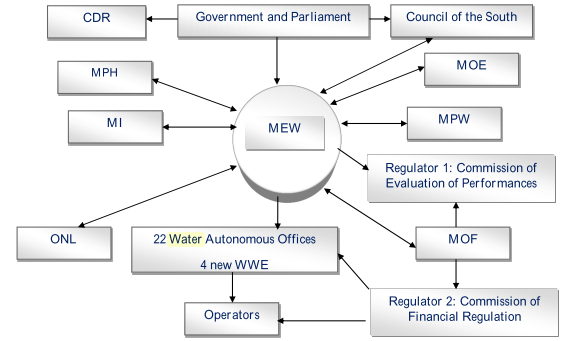 CDR
Government and Parliament
Council of the South
MPH
MOE
MI
MEW
MPW
Regulator 1: Commission of
Evaluation of Performances
ONL
22 Water Autonomous Offices
4 new WWE
MOF
Operators
Regulator 2: Commission of
Financial Regulation